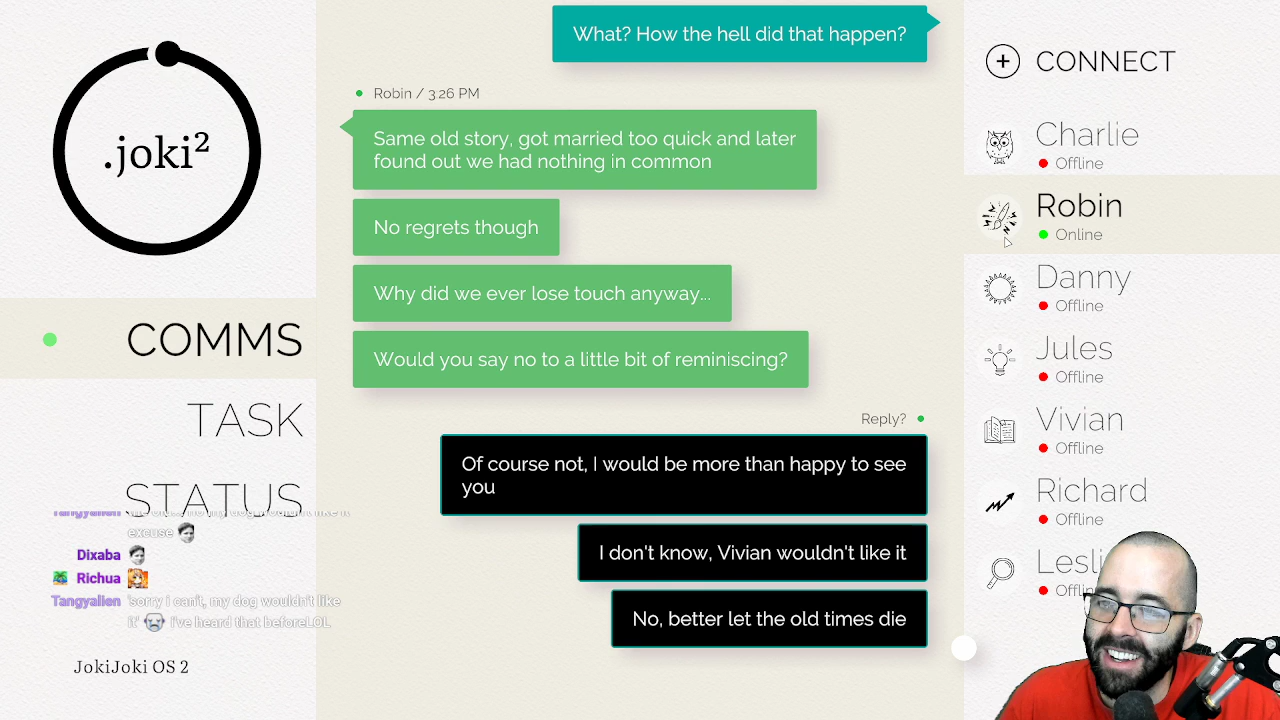 .joki²
COMMS
TASK
STATUS
excuse
Dixaba
Richua
Tangyalien 'sorry I can't, my dog wouldn't like
it' I've heard that beforeLOL
JokiJoki OS 2
What? How the hell did that happen?
Robin / 3:26 PM
Same old story, got married too quick and later
found out we had nothing in common
No regrets though
Why did we ever lose touch anyway...
Would you say no to a little bit of reminiscing?
Reply?
Of course not, I would be more than happy to see
you
I don't know, Vivian wouldn't like it
No, better let the old times die
+ CONNECT
Charlie
Offline
Robin
Online
Danny
Offline
Jules
Offline
Vivian
Offline
Richard
Offline
Lesli
Offlin